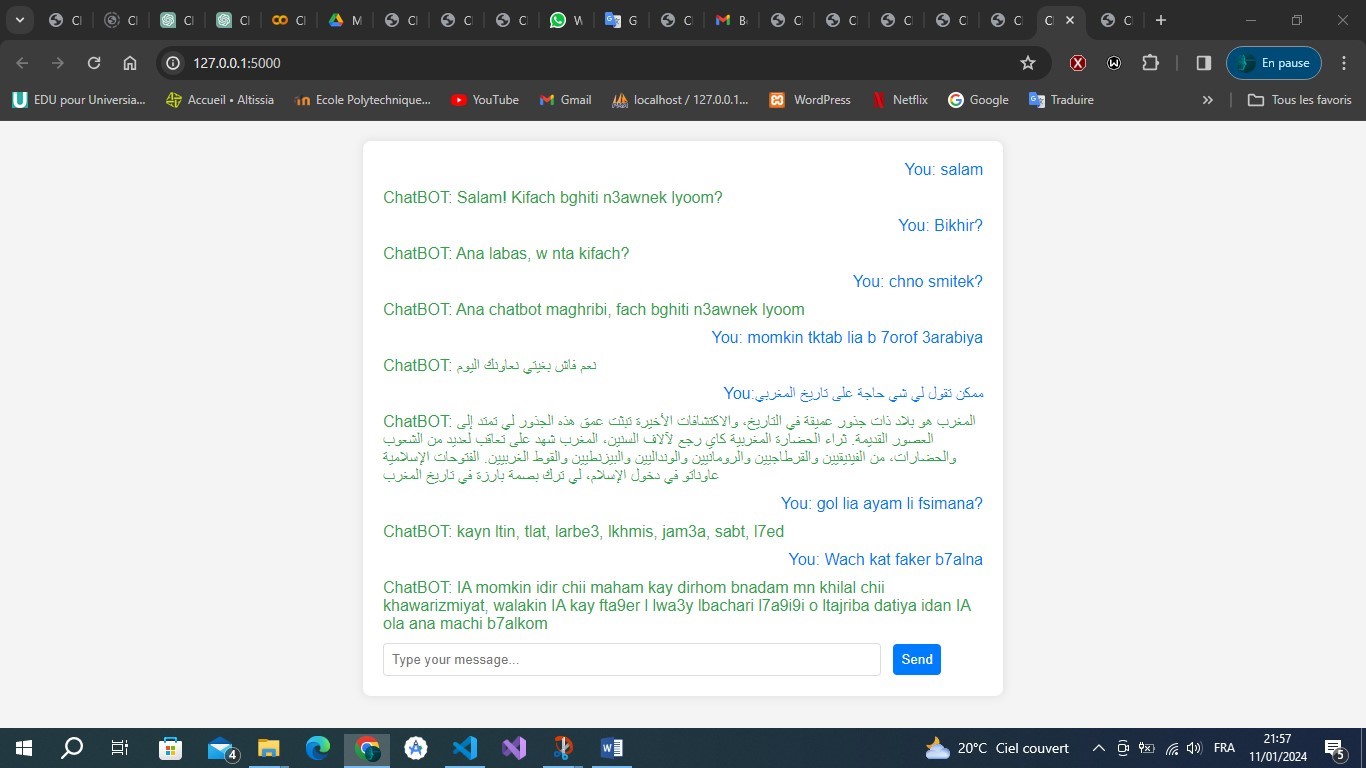 Cl
Cl
Cl
Cl
Cl
M
Cl
Cl
Cl
W
G
Cl
B
Cl
Cl
Cl
Cl
Cl
Cl
Cl
127.0.0.1:5000
En pause
EDU pour Universia...
Accueil • Altissia
Ecole Polytechnique...
YouTube
Gmail
localhost / 127.0.0.1...
WordPress
Netflix
Google
Traduire
Tous les favoris
You: salam
ChatBOT: Salam! Kifach bghiti n3awnek lyoom?
You: Bikhir?
ChatBOT: Ana labas, w nta kifach?
You: chno smitek?
ChatBOT: Ana chatbot maghribi, fach bghiti n3awnek lyoom
You: momkin tktab lia b 7orof 3arabiya
ChatBOT: نعم فاش بغيتي نعاونك اليوم
You:ممكن تقول لي شي حاجة على تاريخ المغربي
ChatBOT: المغرب هو بلاد ذات جذور عميقة في التاريخ، والاكتشافات الأخيرة تبثت عمق هذه الجذور لي تمتد إلى
العصور القديمة. ثراء الحضارة المغربية كاي رجع لآلاف السنين، المغرب شهد على تعاقب لعديد من الشعوب
والحضارات، من الفينيقيين والقرطاجيين والرومانيين والونداليين والبيزنطيين والقوط الغربيين. الفتوحات الإسلامية
عاوناتو في دخول الإسلام، لي ترك بصمة بارزة في تاريخ المغرب
You: gol lia ayam li fsimana?
ChatBOT: kayn ltin, tlat, larbe3, lkhmis, jam3a, sabt, l7ed
You: Wach kat faker b7alna
ChatBOT: IA momkin idir chii maham kay dirhom bnadam mn khilal chii
khawarizmiyat, walakin IA kay fta9er l lwa3y lbachari l7a9i9i o ltajriba datiya idan IA
ola ana machi b7alkom
Type your message...
Send
4
20°C Ciel couvert
FRA
21:57
11/01/2024
5